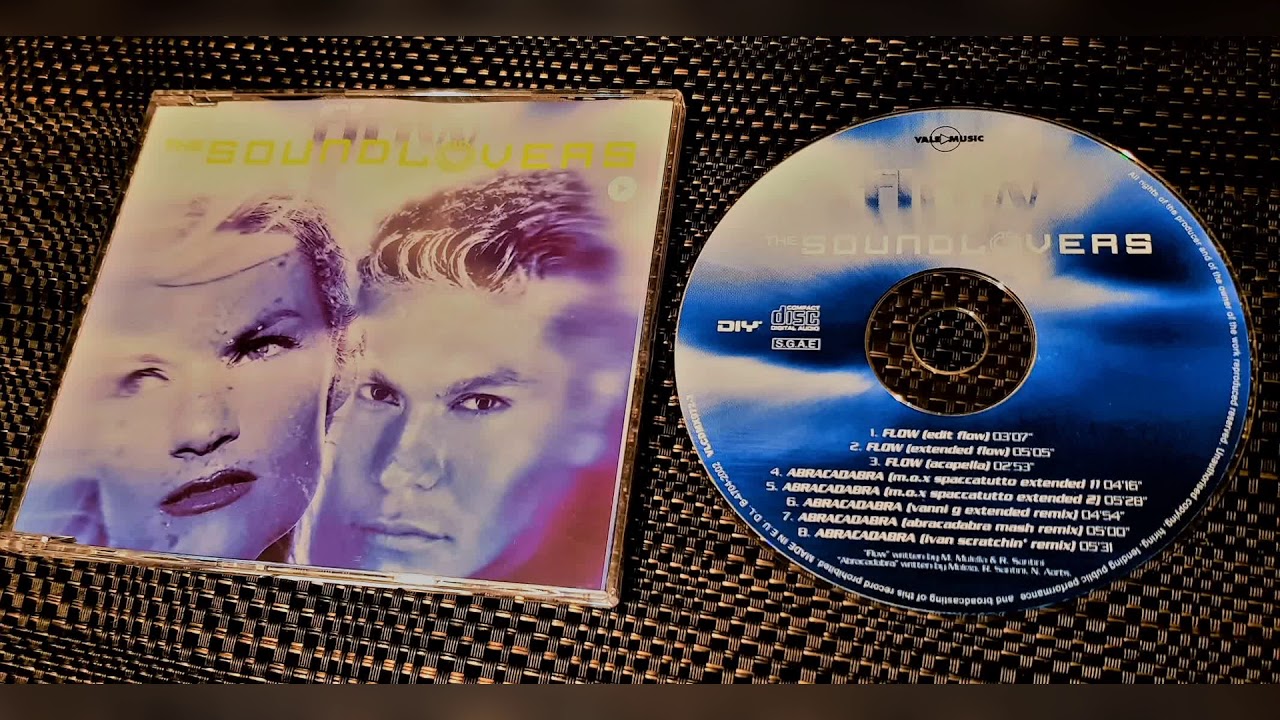 flow
THE SOUNDLOVERS
VALE MUSIC
flow
THE SOUNDLOVERS
DIY
COMPACT
disc
DIGITAL AUDIO
S.G.A.E
1. FLOW (edit flow) 03'07"
2. FLOW (extended flow) 05'05"
3. FLOW (acapella) 02'53"
4. ABRACADABRA (m.o.x spaccatutto extended 1) 04'16"
5. ABRACADABRA (m.o.x spaccatutto extended 2) 05'28"
6. ABRACADABRA (vanni g extended remix) 04'54"
7. ABRACADABRA (abracadabra mash remix) 05'00"
8. ABRACADABRA (ivan scratchin' remix) 05'31
"Flow" written by M. & R. Santini
"Abracadabra" written by R. Santini, N.
All rights of the producer and of the owner of the work reproduced reserved. Unauthorised copying, hiring, lending public performance and broadcasting of this record prohibited MADE IN E.U. D.L. B-4704-2002